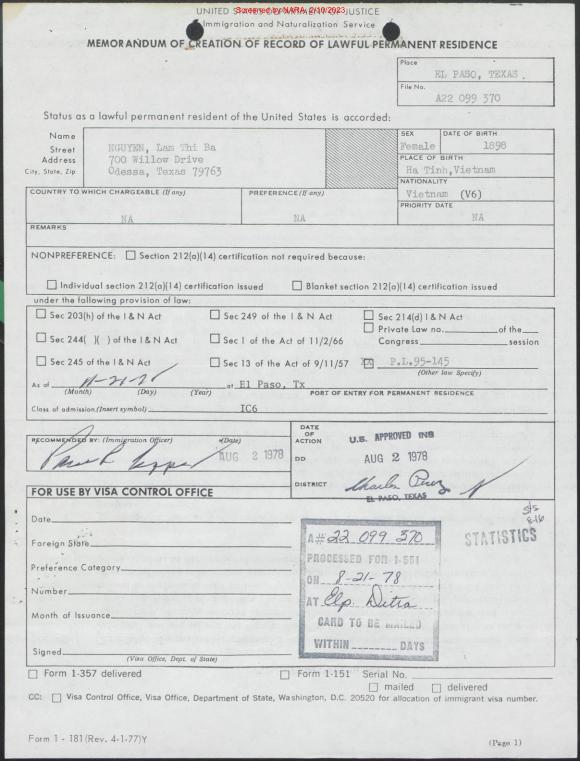 UNITED STATES DEPARTMENT OF JUSTICE
Screened by NARA, 2/10/2023
Immigration and Naturalization Service
MEMORANDUM OF CREATION OF RECORD OF LAWFUL PERMANENT RESIDENCE
Place
EL PASO, TEXAS.
File No.
A22 099 370
Status as a lawful permanent resident of the United States is accorded:
Name
Street
Address
City, State, Zip
NGUYEN, Lam Thi Ba
700 Willow Drive
Odessa, Texas 79763
SEX
Female
DATE OF BIRTH
1898
PLACE OF BIRTH
Ha Tinh,Vietnam
NATIONALITY
Vietnam (V6)
COUNTRY TO WHICH CHARGEABLE (If any)
NA
PREFERENCE (If any)
NA
PRIORITY DATE
NA
REMARKS
NONPREFERENCE: Section 212(a)(14) certification not required because:
Individual section 212(a)(14) certification issued
Blanket section 212(a)(14) certification issued
under the following provision of law:
Sec 203(h) of the I & N Act
Sec 249 of the I & N Act
Sec 214(d) I & N Act
Private Law no. of the
Sec 244( )( ) of the I & N Act
Sec 1 of the Act of 11/2/66
Congress session
Sec 245 of the I & N Act
Sec 13 of the Act of 9/11/57
XX P.L.95-145
(Other law Specify)
As of
at El Paso, Tx
(Month) (Day) (Year)
PORT OF ENTRY FOR PERMANENT RESIDENCE
Class of admission.(Insert symbol) IC6
RECOMMENDED BY: (Immigration Officer) (Date)
AUG 2 1978
DATE
OF
ACTION
DD
DISTRICT
U.S. APPROVED INS
AUG 2 1978
Charles Perez
EL PASO, TEXAS
FOR USE BY VISA CONTROL OFFICE
Date
Foreign State
Preference Category
Number
Month of Issuance
Signed
(Visa Office, Dept. of State)
A# 22 099 370
PROCESSED FOR I-551
ON 8-21-78
AT
CARD TO BE MAILED
WITHIN DAYS
8-16
STATISTICS
Form 1-357 delivered
Form 1-151 Serial No.
mailed delivered
CC: Visa Control Office, Visa Office, Department of State, Washington, D.C. 20520 for allocation of immigrant visa number.
Form 1 - 181 (Rev. 4-1-77)Y
(Page 1)